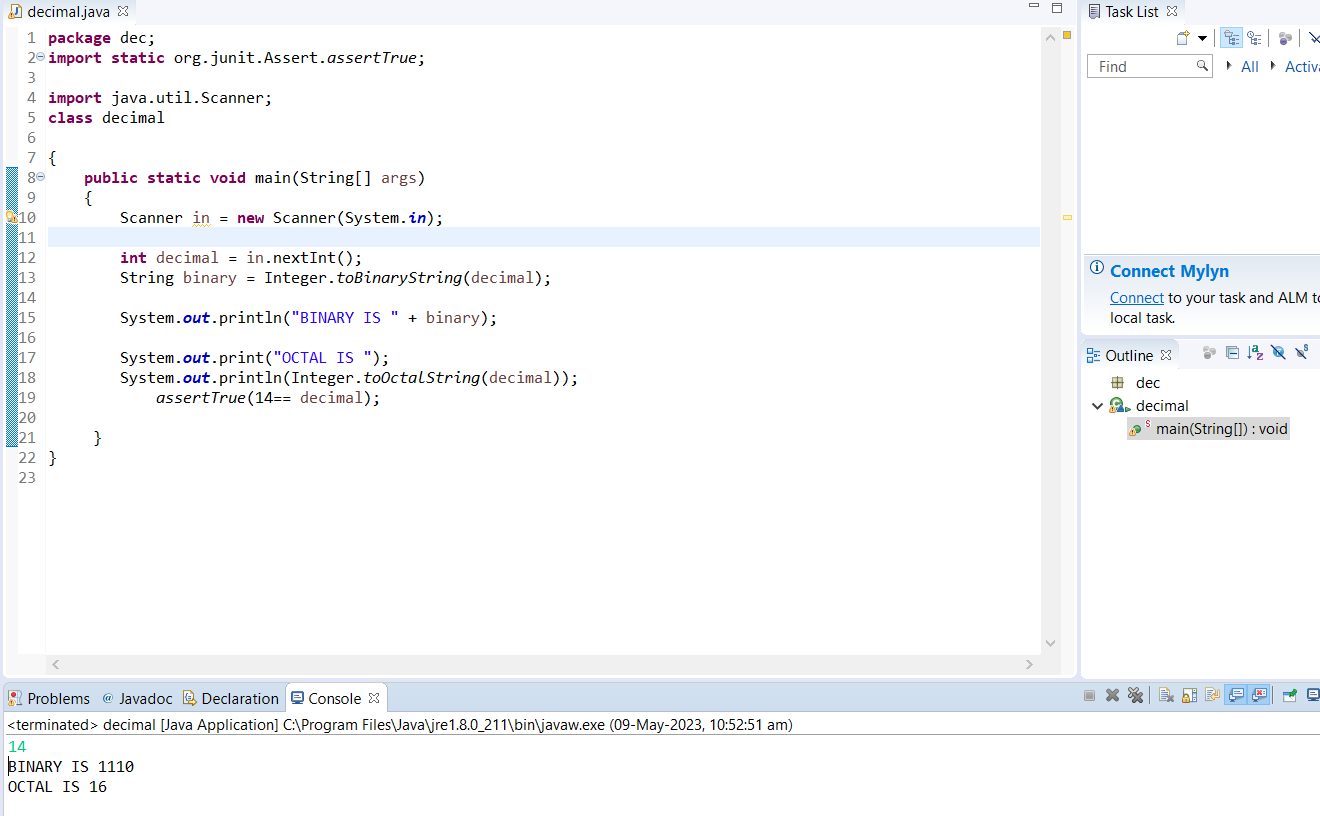 decimal.java
1 package dec;
2 import static org.junit.Assert.assertTrue;
3
4 import java.util.Scanner;
5 class decimal
6
7 {
8     public static void main(String[] args)
9     {
10         Scanner in = new Scanner(System.in);
11
12         int decimal = in.nextInt();
13         String binary = Integer.toBinaryString(decimal);
14
15         System.out.println("BINARY IS " + binary);
16
17         System.out.print("OCTAL IS ");
18         System.out.println(Integer.toOctalString(decimal));
19             assertTrue(14== decimal);
20
21      }
22 }
23
Task List
Find All Activa
Connect Mylyn
Connect to your task and ALM to
local task.
Outline
dec
decimal
main(String[]) : void
Problems @ Javadoc Declaration Console
<terminated> decimal [Java Application] C:\Program Files\Java\jre1.8.0_211\bin\javaw.exe (09-May-2023, 10:52:51 am)
14
BINARY IS 1110
OCTAL IS 16